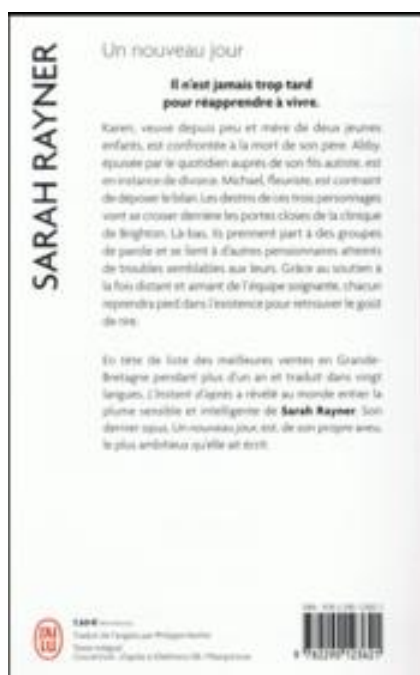 SARAH RAYNER
Un nouveau jour
Il n'est jamais trop tard
pour réapprendre à vivre.
Karen, veuve depuis peu et mère de deux jeunes
enfants, est confrontée à la mort de son père. Abby,
épuisée par le quotidien auprès de son fils autiste, est
en instance de divorce. Michael, fleuriste, est contraint
de déposer le bilan. Les destins de ces trois personnages
vont se croiser derrière les portes closes de la clinique
de Brighton. Là-bas, ils prennent part à des groupes
de parole et se lient à d'autres pensionnaires atteints
de troubles semblables aux leurs. Grâce au soutien à
la fois distant et aimant de l'équipe soignante, chacun
reprendra pied dans l'existence pour retrouver le goût
de rire.
En tête de liste des meilleures ventes en Grande-
Bretagne pendant plus d'un an et traduit dans vingt
langues, L'instant d'après a révélé au monde entier la
plume sensible et intelligente de Sarah Rayner. Son
dernier opus, Un nouveau jour, est, de son propre aveu,
le plus ambitieux qu'elle ait écrit.
J'AI
LU
Traduit de l'anglais par
Texte intégral